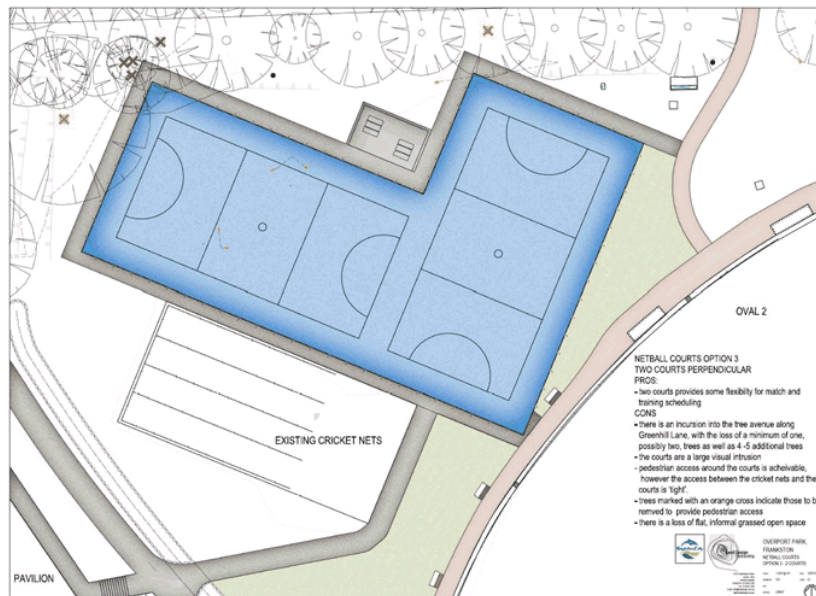 OVAL 2
NETBALL COURTS OPTION 3
TWO COURTS PERPENDICULAR
PROS:
- two courts provides some flexibilty for match and
training scheduling
CONS
- there is an incursion into the tree avenue along
Greenhill Lane, with the loss of a minimum of one,
possibly two, trees as well as 4 -5 additional trees
- the courts are a large visual intrusion
- pedestrian access around the courts is acheivable,
however the access between the cricket nets and the
courts is 'tight'.
- trees marked with an orange cross indicate those to b
remved to provide pedestrian access
- there is a loss of flat, informal grassed open space
EXISTING CRICKET NETS
PAVILION
OVERPORT PARK,
FRANKSTON
NETBALL COURTS
OPTION 3- 2 COURTS